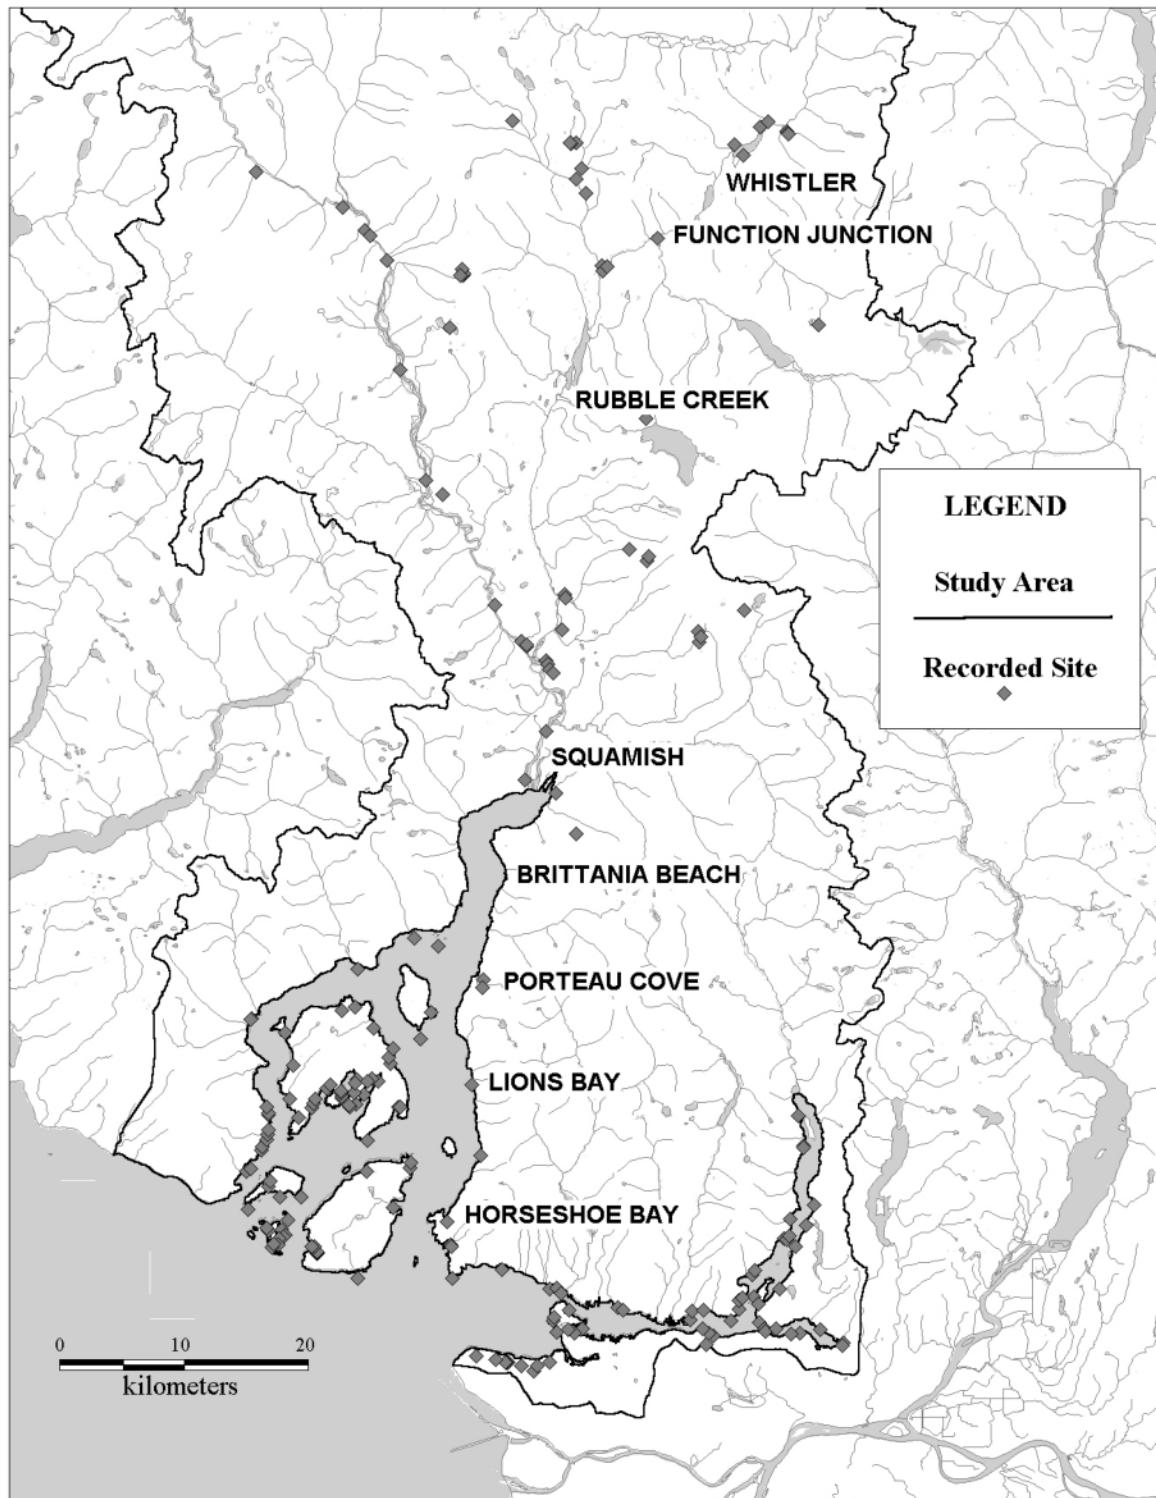 WHISTLER
FUNCTION JUNCTION
RUBBLE CREEK
LEGEND
Study Area
Recorded Site
SQUAMISH
BRITTANIA BEACH
PORTEAU COVE
LIONS BAY
HORSESHOE BAY
0 10 20
kilometers